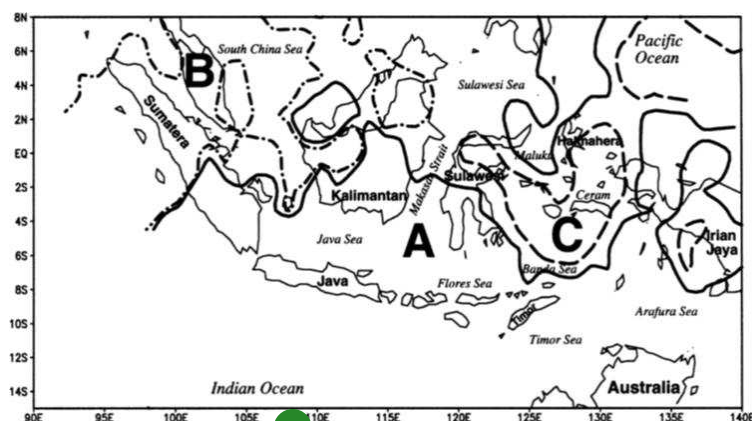 8N
6N
4N
2N
EQ
2S
4S
6S
8S
10S
12S
14S
90E
95E
100E
105E
110E
115E
120E
125E
130E
135E
140E
South China Sea
Pacific
Ocean
B
Sulawesi Sea
Sumatera
Halmahera
Maluku
Makasar Strait
Sulawesi
Kalimantan
Ceram
A
C
Irian
Jaya
Java Sea
Banda Sea
Java
Flores Sea
Timor
Arafura Sea
Timor Sea
Indian Ocean
Australia